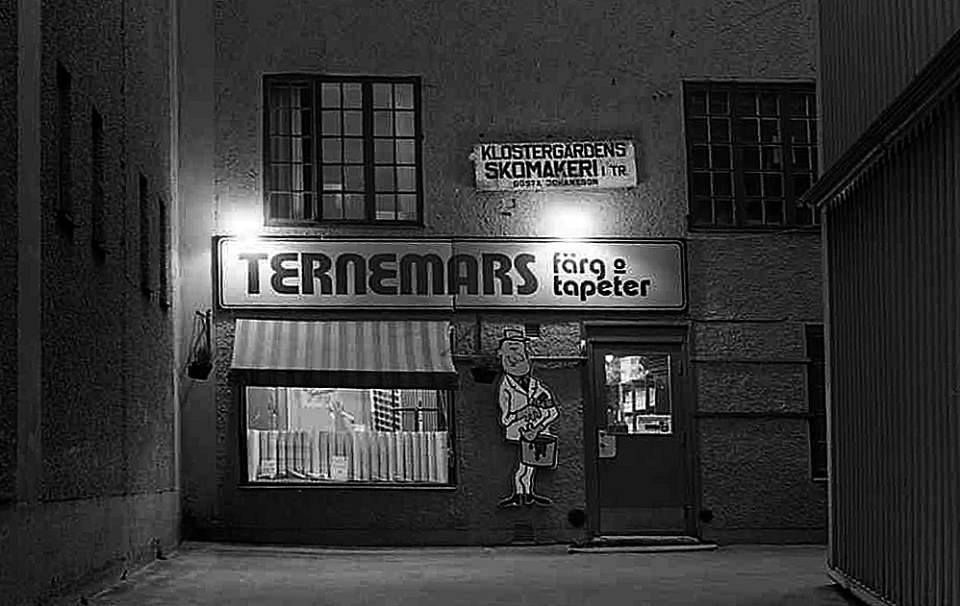 KLOSTERGÅRDENS
SKOMAKERI 1 TR.
GÖSTA JOHANSSON
TERNEMARS färg o
tapeter